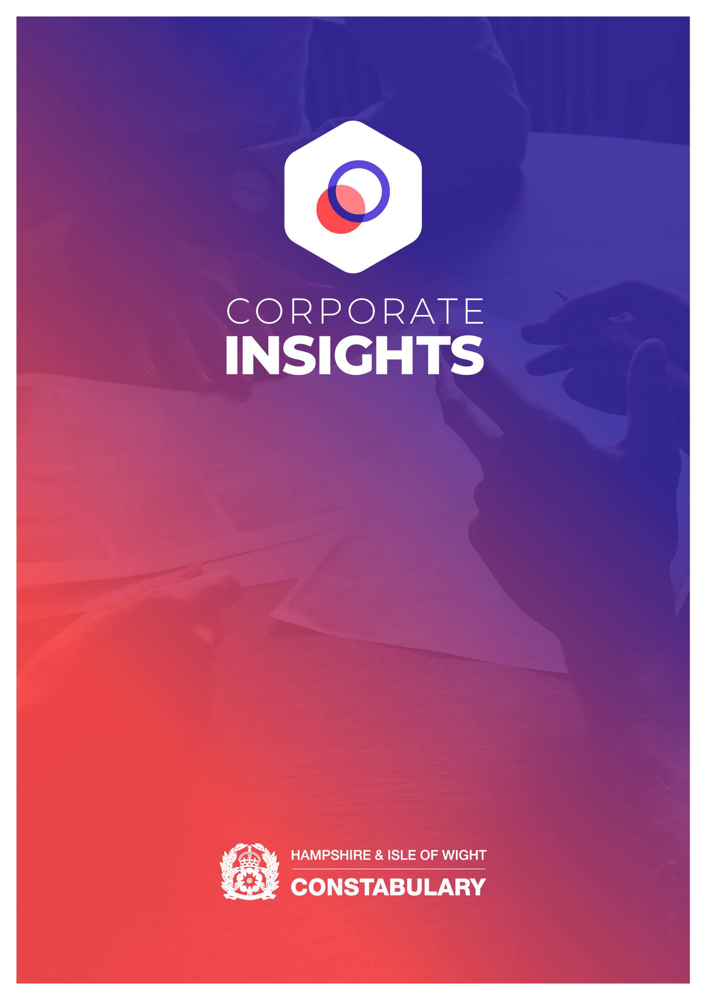 CORPORATE
INSIGHTS
HAMPSHIRE & ISLE OF WIGHT
CONSTABULARY